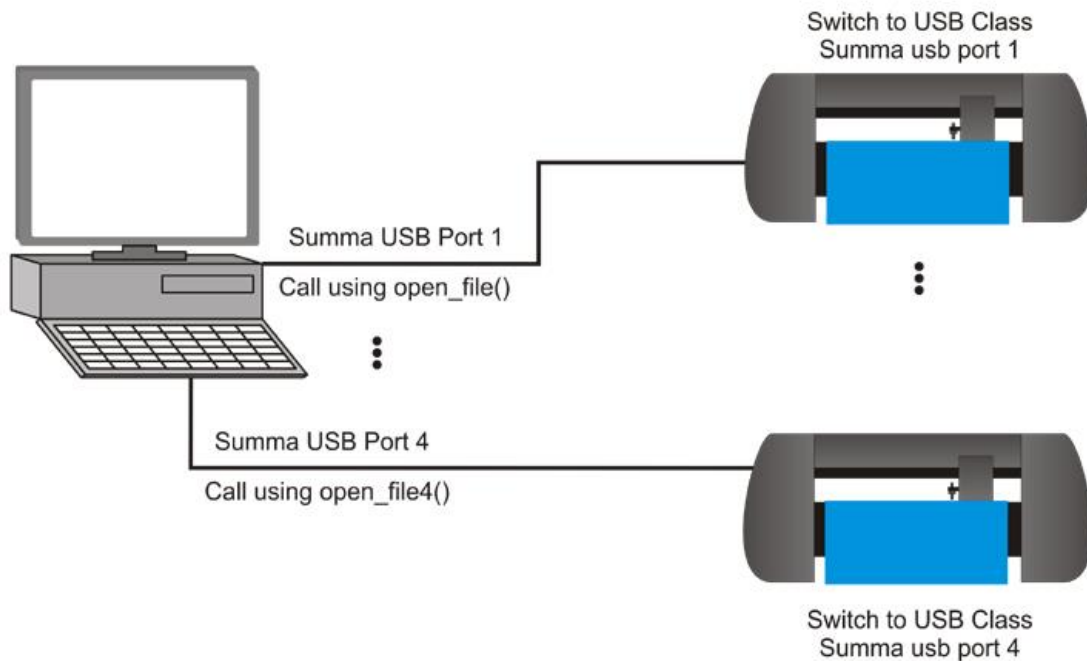 Switch to USB Class
Summa usb port 1
Summa USB Port 1
Call using open_file()
Summa USB Port 4
Call using open_file4()
Switch to USB Class
Summa usb port 4